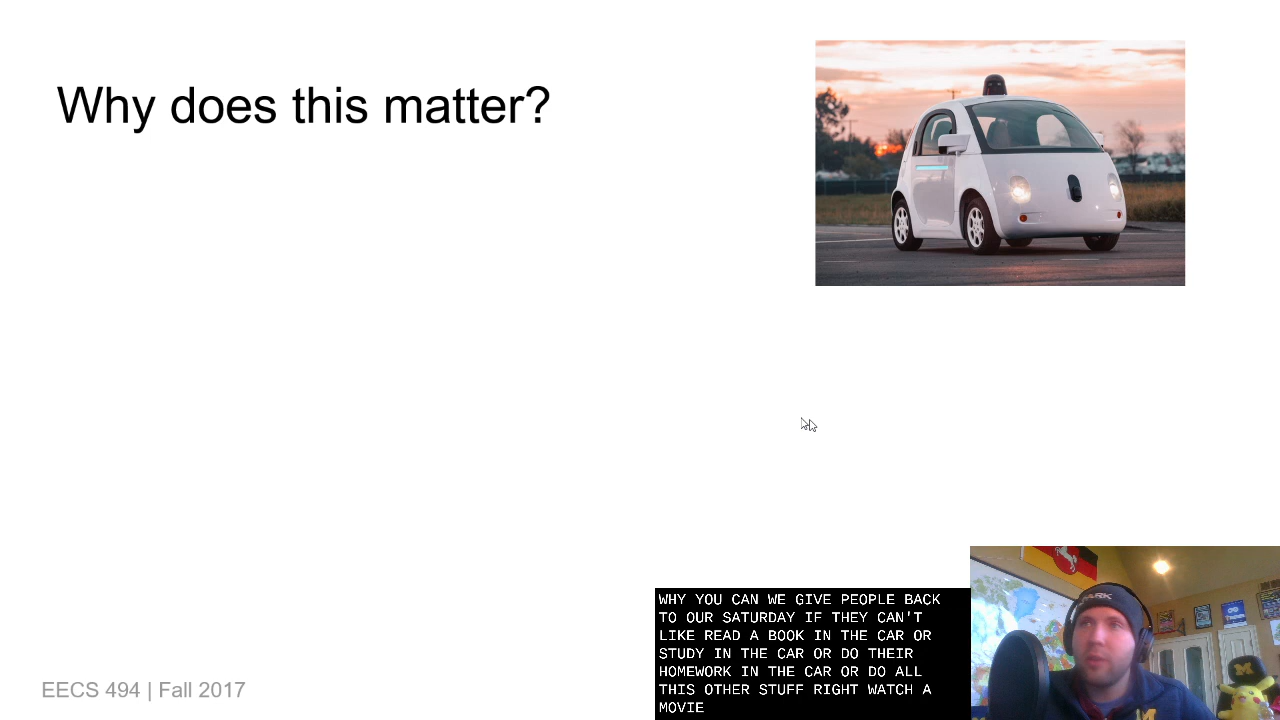 Why does this matter?
WHY YOU CAN WE GIVE PEOPLE BACK
TO OUR SATURDAY IF THEY CAN'T
LIKE READ A BOOK IN THE CAR OR
STUDY IN THE CAR OR DO THEIR
HOMEWORK IN THE CAR OR DO ALL
THIS OTHER STUFF RIGHT WATCH A
MOVIE
EECS 494 | Fall 2017
M
M